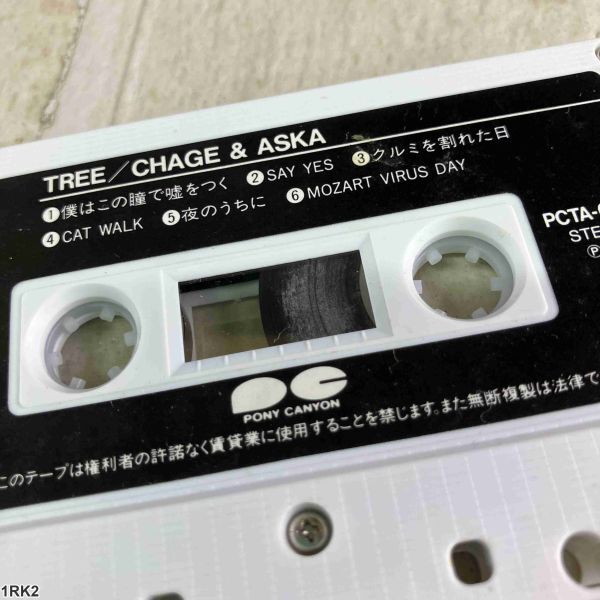 TREE/CHAGE & ASKA
❶僕はこの瞳で嘘をつく ❷SAY YES ❸クルミを割れた日
❹CAT WALK ❺夜のうちに ❻MOZART VIRUS DAY
PCTA-
STE
Ⓟ
PC
PONY CANYON
このテープは権利者の許諾なく賃貸業に使用することを禁じます。また無断複製は法律で
1RK2